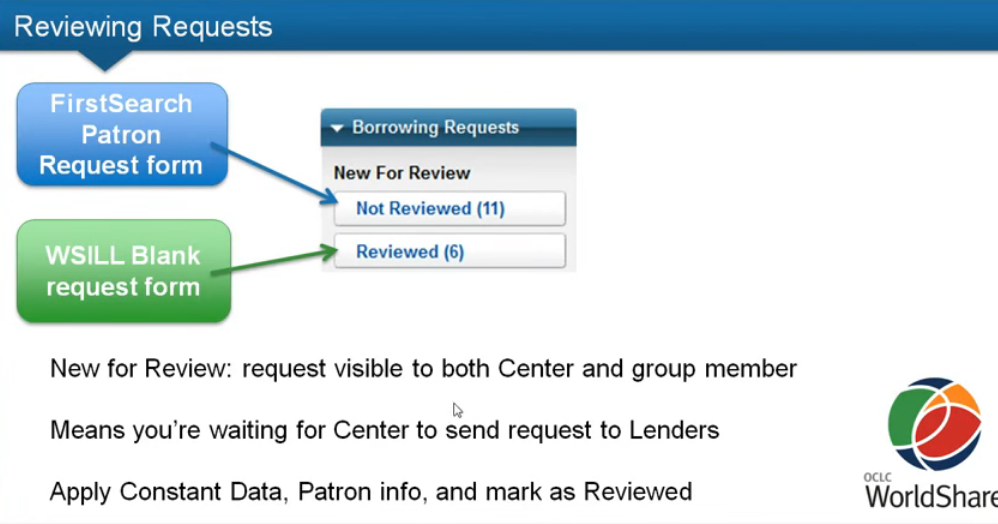 Reviewing Requests
FirstSearch
Patron
Request form
Borrowing Requests
New For Review
Not Reviewed (11)
Reviewed (6)
WSILL Blank
request form
New for Review: request visible to both Center and group member
Means you're waiting for Center to send request to Lenders
Apply Constant Data, Patron info, and mark as Reviewed
OCLC
WorldShare